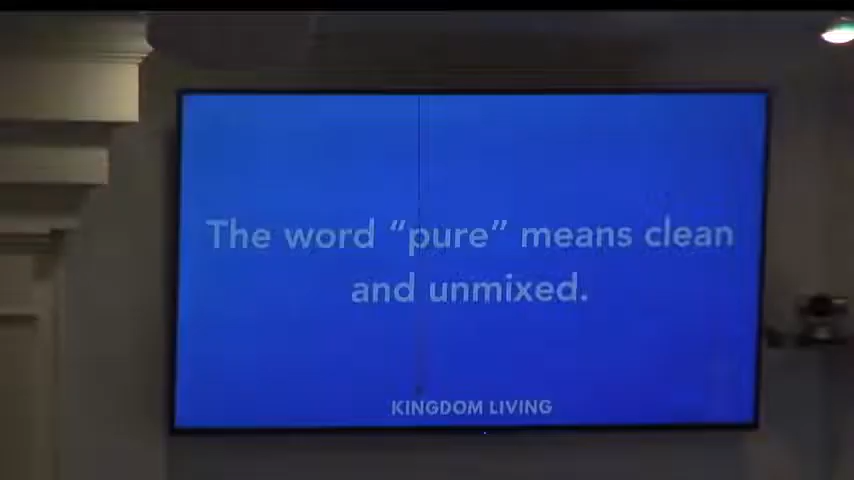 The word “pure” means clean
and unmixed.
KINGDOM LIVING